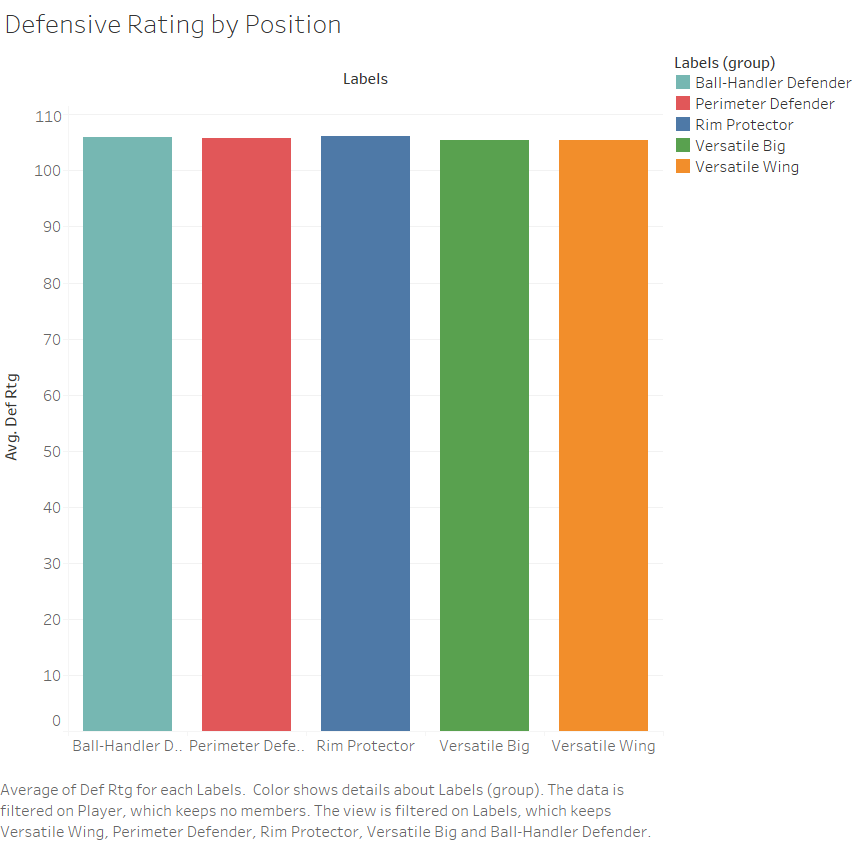 Defensive Rating by Position
Labels
Labels (group)
Ball-Handler Defender
Perimeter Defender
Rim Protector
Versatile Big
Versatile Wing
110
100
90
80
70
60
50
40
30
20
10
0
Avg. Def Rtg
Ball-Handler D.. Perimeter Defe.. Rim Protector Versatile Big Versatile Wing
Average of Def Rtg for each Labels. Color shows details about Labels (group). The data is
filtered on Player, which keeps no members. The view is filtered on Labels, which keeps
Versatile Wing, Perimeter Defender, Rim Protector, Versatile Big and Ball-Handler Defender.